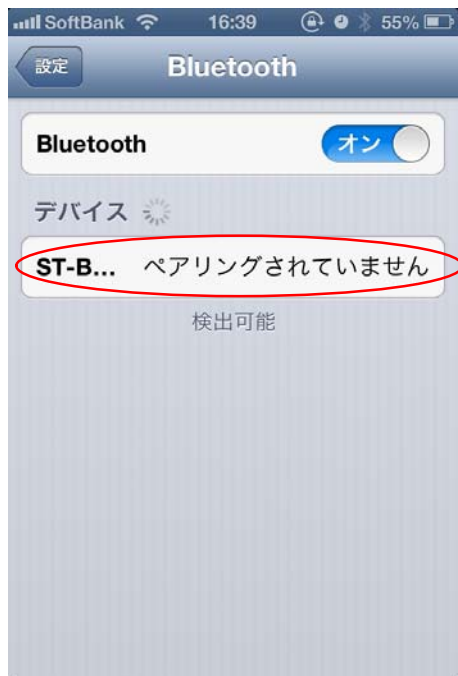 SoftBank 16:39 55%
設定 Bluetooth
Bluetooth オン
デバイス
ST-B... ペアリングされていません
検出可能